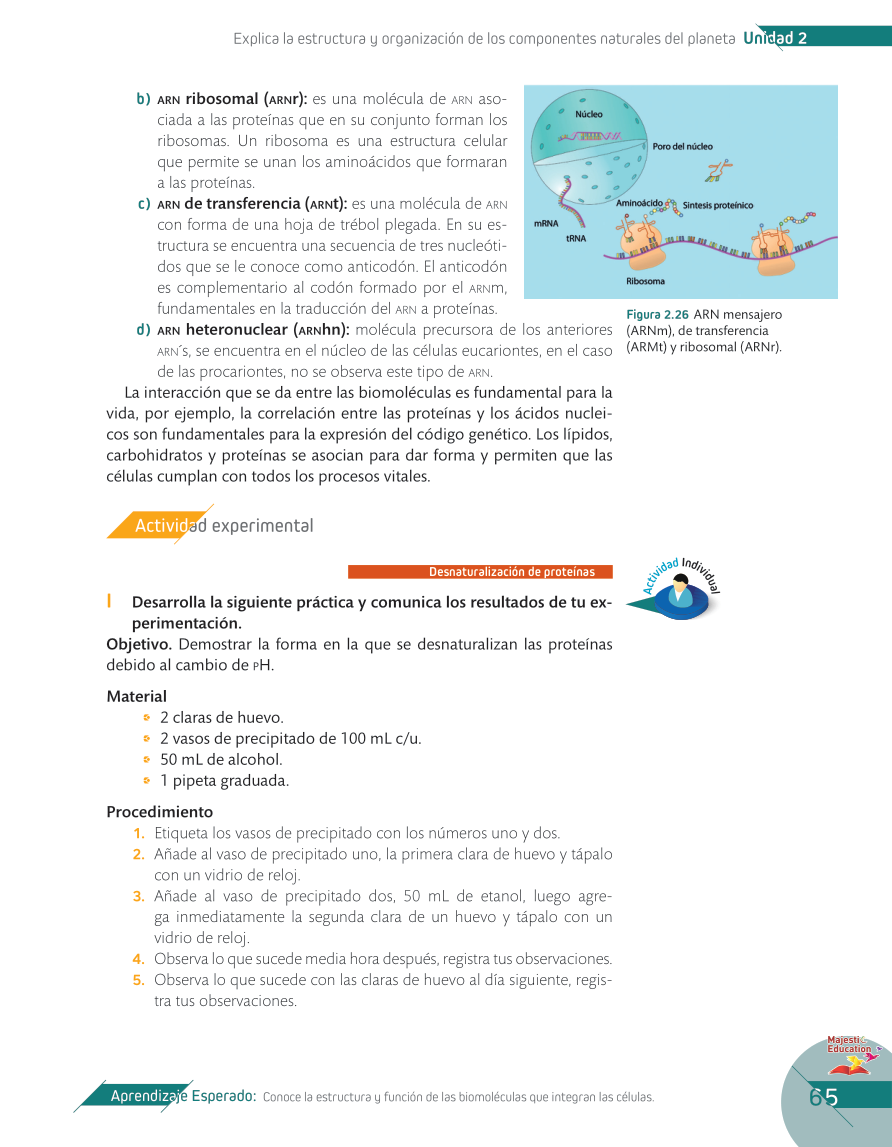 Explica la estructura y organización de los componentes naturales del planeta Unidad 2
b) ARN ribosomal (ARNr): es una molécula de ARN aso-
ciada a las proteínas que en su conjunto forman los
ribosomas. Un ribosoma es una estructura celular
que permite se unan los aminoácidos que formaran
a las proteínas.
c) ARN de transferencia (ARNt): es una molécula de ARN
con forma de una hoja de trébol plegada. En su es-
tructura se encuentra una secuencia de tres nucleóti-
dos que se le conoce como anticodón. El anticodón
es complementario al codón formado por el ARNm,
fundamentales en la traducción del ARN a proteínas.
d) ARN heteronuclear (ARNhn): molécula precursora de los anteriores
ARN´s, se encuentra en el núcleo de las células eucariontes, en el caso
de las procariontes, no se observa este tipo de ARN.
Núcleo
Poro del núcleo
Aminoácido
Sintesis proteínico
mRNA
tRNA
Ribosoma
Figura 2.26 ARN mensajero
(ARNm), de transferencia
(ARMt) y ribosomal (ARNr).
La interacción que se da entre las biomoléculas es fundamental para la
vida, por ejemplo, la correlación entre las proteínas y los ácidos nuclei-
cos son fundamentales para la expresión del código genético. Los lípidos,
carbohidratos y proteínas se asocian para dar forma y permiten que las
células cumplan con todos los procesos vitales.
Actividad experimental
Desnaturalización de proteínas
Actividad Individual
I Desarrolla la siguiente práctica y comunica los resultados de tu ex-
perimentación.
Objetivo. Demostrar la forma en la que se desnaturalizan las proteínas
debido al cambio de PH.
Material
2 claras de huevo.
2 vasos de precipitado de 100 mL c/u.
50 mL de alcohol.
1 pipeta graduada.
Procedimiento
1. Etiqueta los vasos de precipitado con los números uno y dos.
2. Añade al vaso de precipitado uno, la primera clara de huevo y tápalo
con un vidrio de reloj.
3. Añade al vaso de precipitado dos, 50 mL de etanol, luego agre-
ga inmediatamente la segunda clara de un huevo y tápalo con un
vidrio de reloj.
4. Observa lo que sucede media hora después, registra tus observaciones.
5. Observa lo que sucede con las claras de huevo al día siguiente, regis-
tra tus observaciones.
Majestic
Education
Aprendizaje Esperado: Conoce la estructura y función de las biomoléculas que integran las células.
65